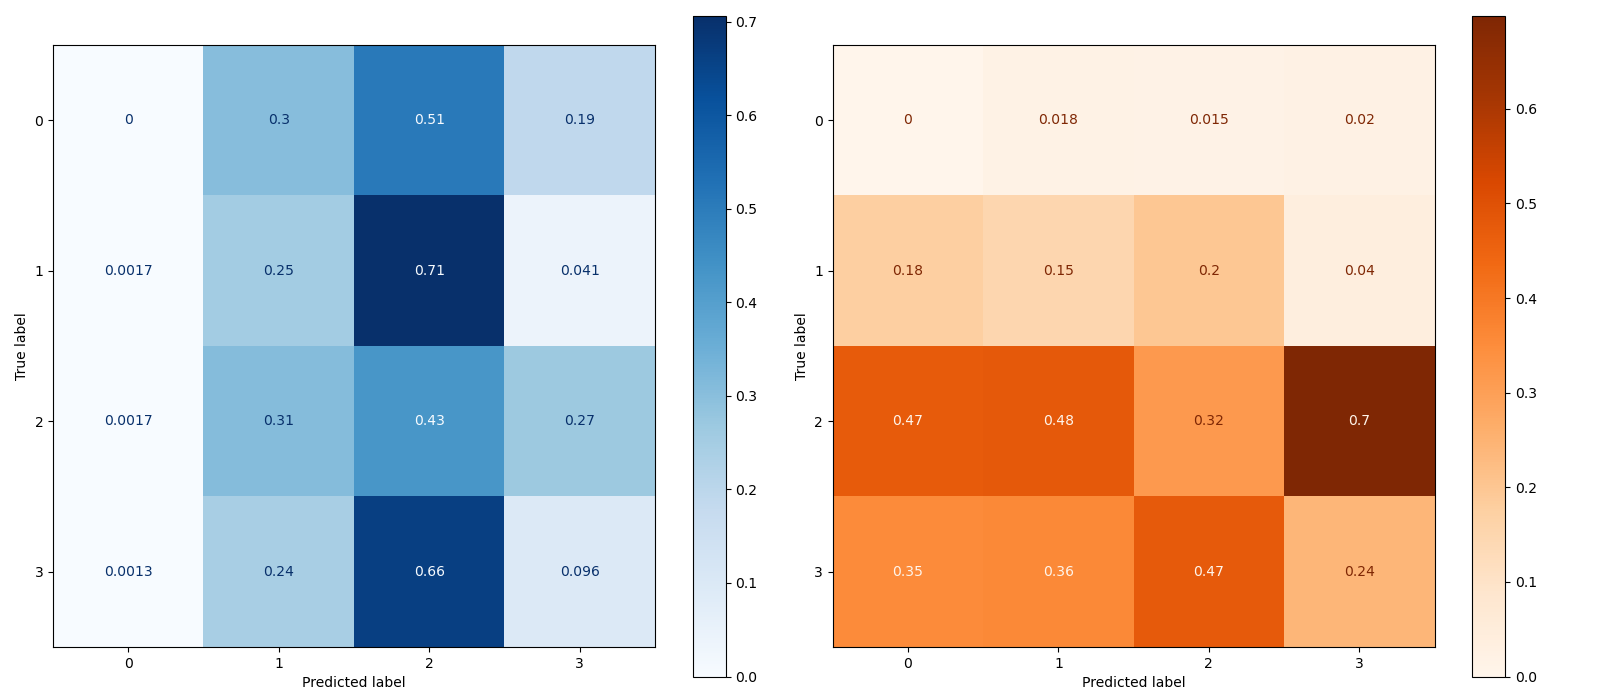 0 0 0.3 0.51 0.19
1 0.0017 0.25 0.71 0.041
2 0.0017 0.31 0.43 0.27
3 0.0013 0.24 0.66 0.096
0 1 2 3
Predicted label
True label
0.7
0.6
0.5
0.4
0.3
0.2
0.1
0.0
0 0 0.018 0.015 0.02
1 0.18 0.15 0.2 0.04
2 0.47 0.48 0.32 0.7
3 0.35 0.36 0.47 0.24
0 1 2 3
Predicted label
True label
0.6
0.5
0.4
0.3
0.2
0.1
0.0